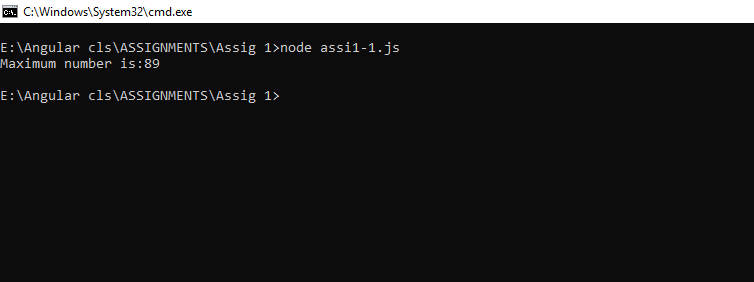 C:\Windows\System32\cmd.exe
E:\Angular cls\ASSIGNMENTS\Assig 1>node assi1-1.js
Maximum number is:89
E:\Angular cls\ASSIGNMENTS\Assig 1>